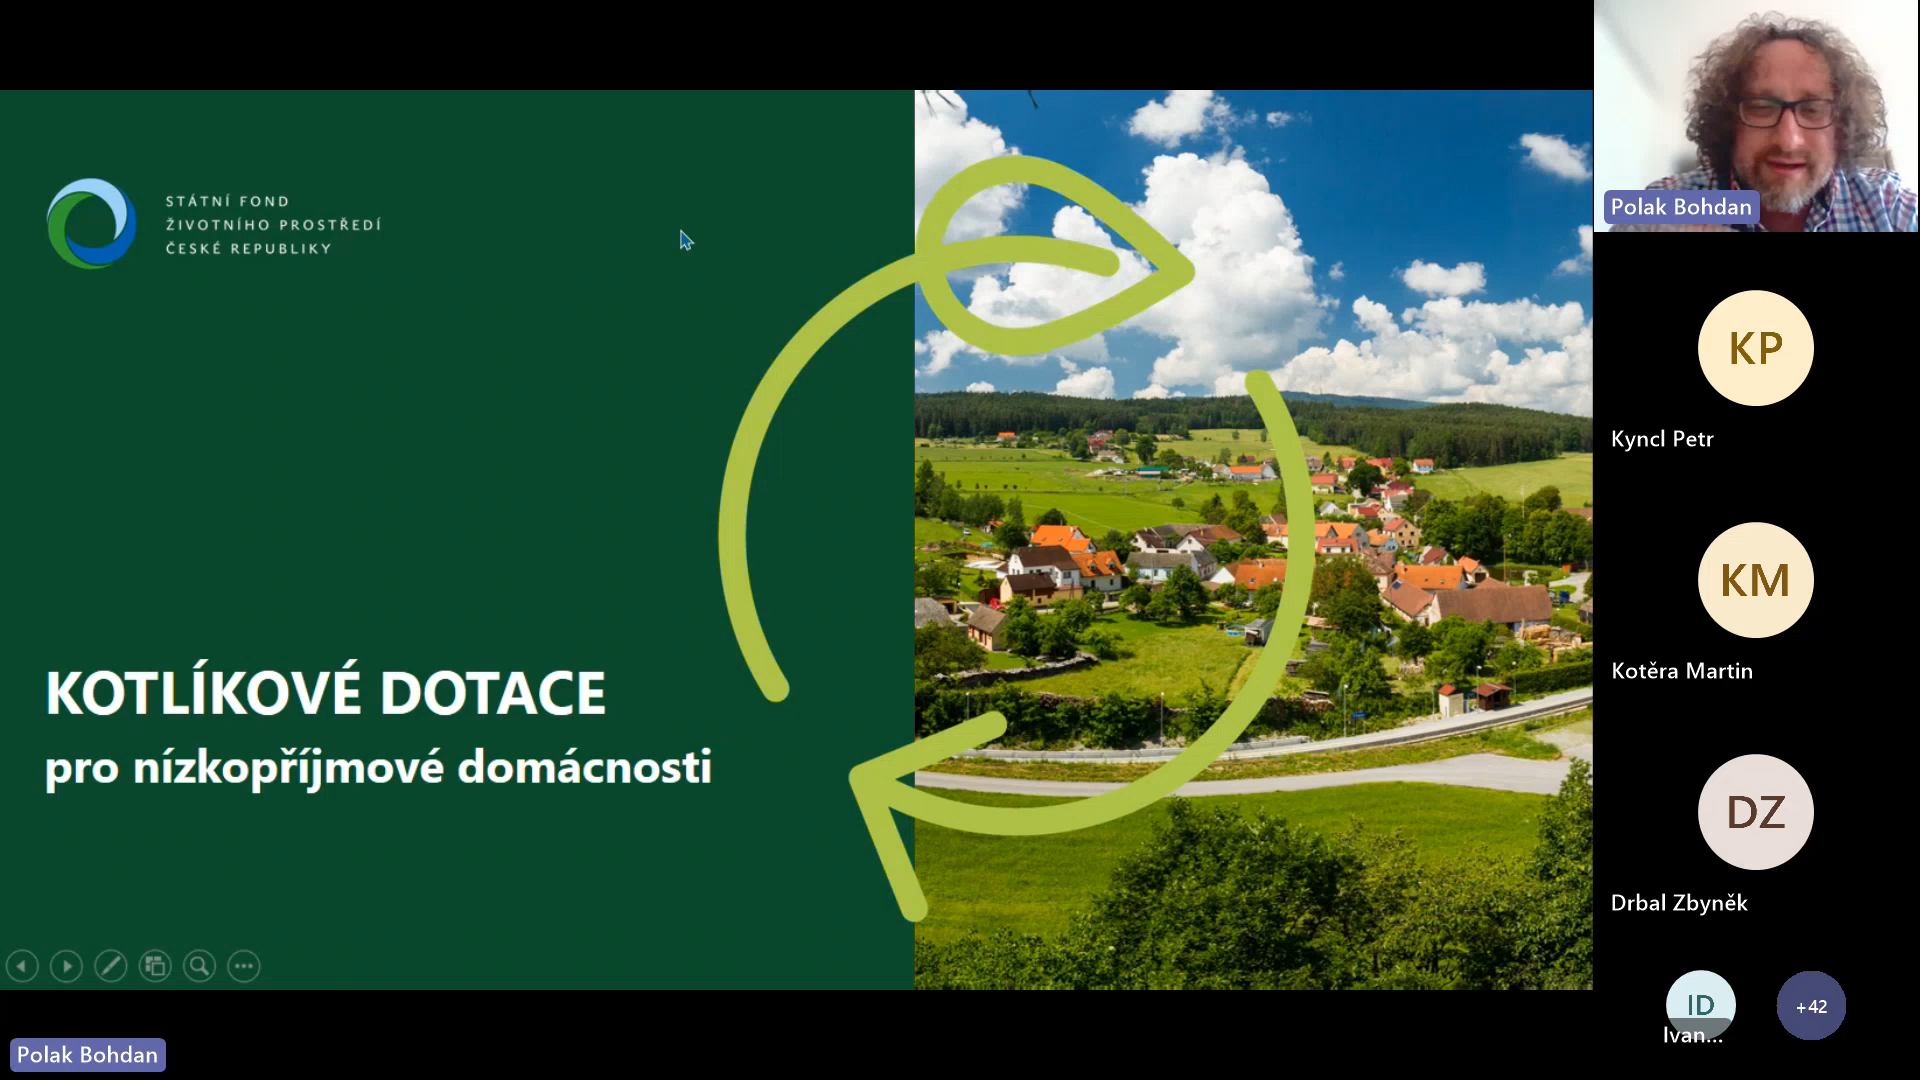 STÁTNÍ FOND
ŽIVOTNÍHO PROSTŘEDÍ
ČESKÉ REPUBLIKY
KOTLÍKOVÉ DOTACE
pro nízkopříjmové domácnosti
Polak Bohdan
Polak Bohdan
KP
Kyncl Petr
KM
Kotěra Martin
DZ
Drbal Zbyněk
ID
Ivan...
+42